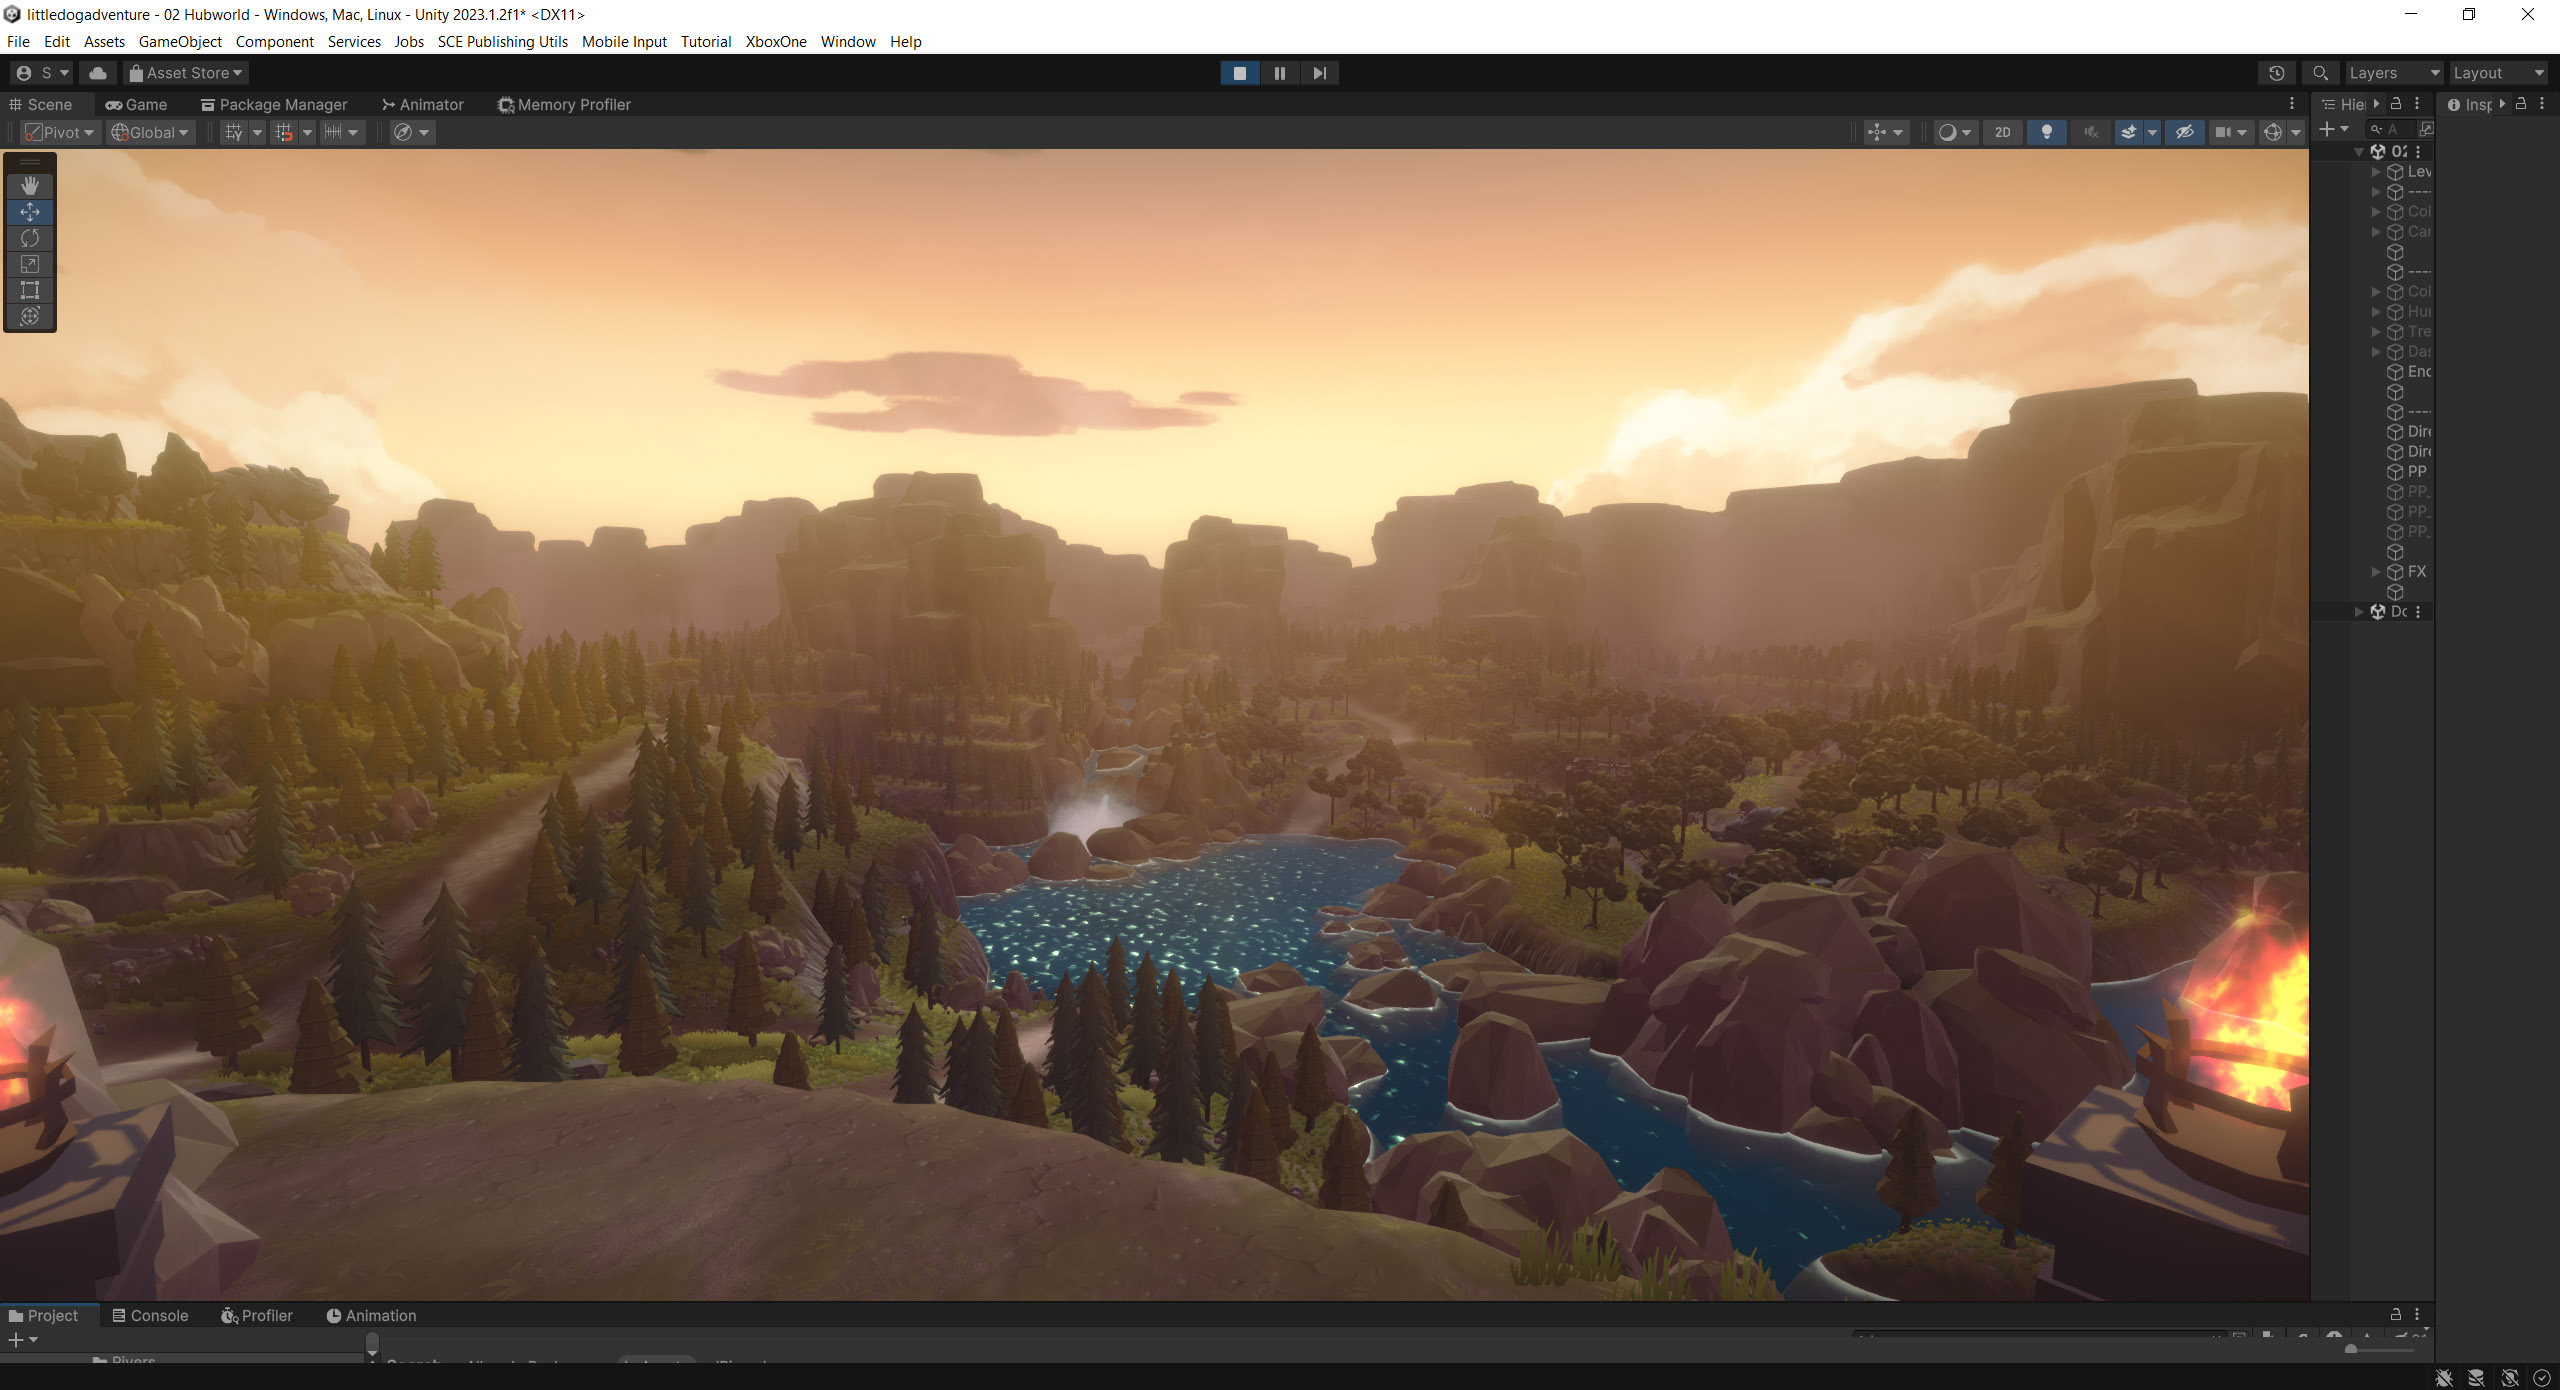 littledogadventure - 02 Hubworld - Windows, Mac, Linux - Unity 2023.1.2f1* <DX11>
File Edit Assets GameObject Component Services Jobs SCE Publishing Utils Mobile Input Tutorial XboxOne Window Help
S Asset Store Layers Layout
Scene Game Package Manager Animator Memory Profiler Hie Insp
Pivot Global 2D
02
Lev
----
Col
Car
----
Col
Hur
Tre
Das
End
----
Dire
Dire
PP
PP_
PP_
PP_
FX
Do
Project Console Profiler Animation
Rivers